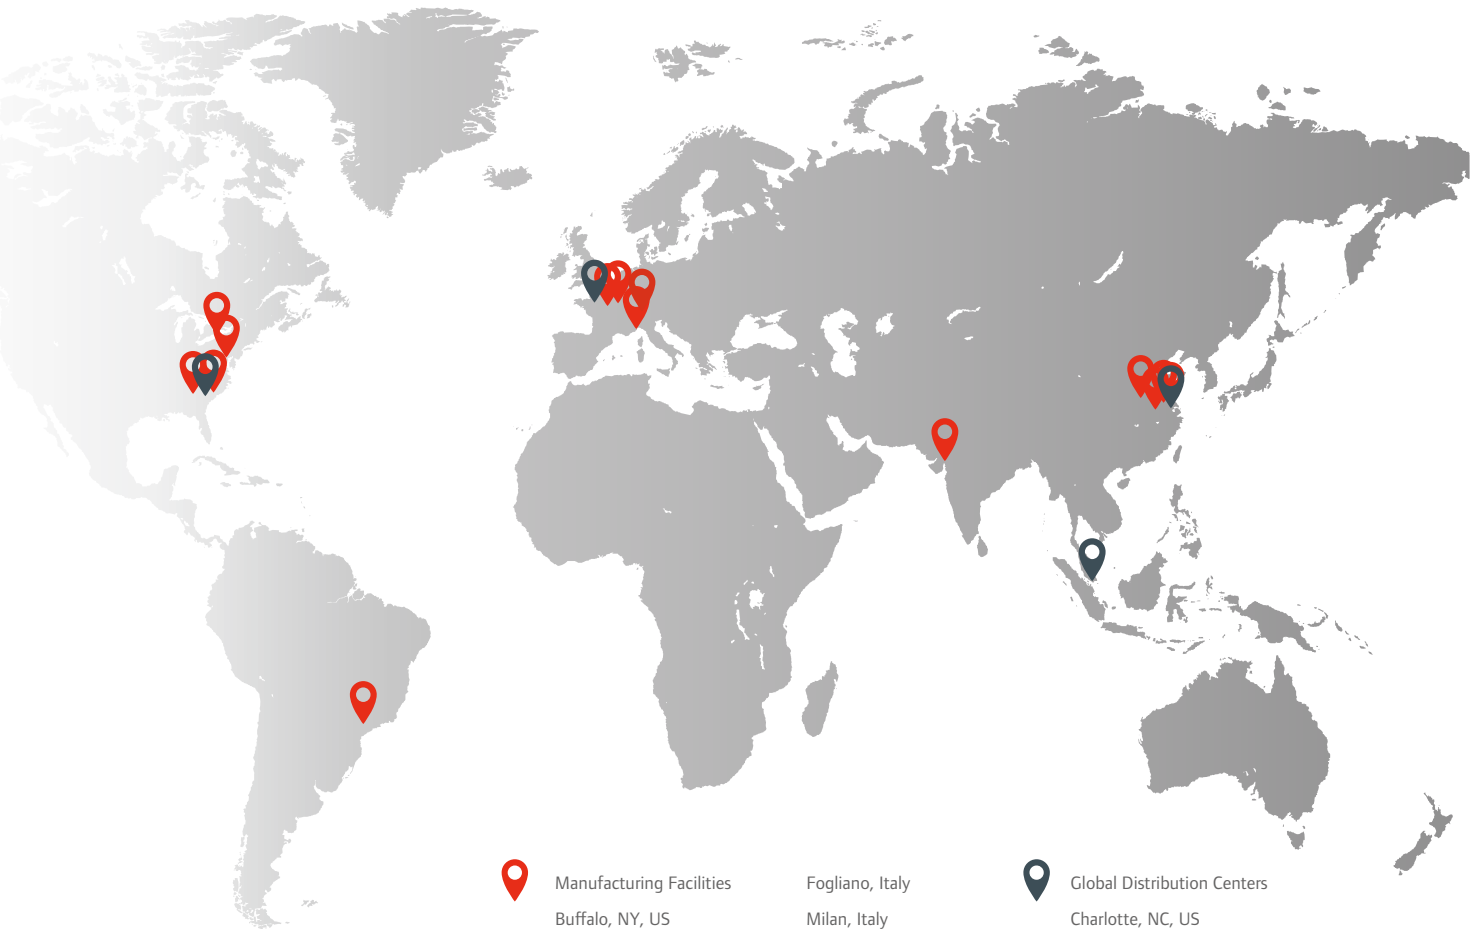 Manufacturing Facilities
Buffalo, NY, US
Fogliano, Italy
Milan, Italy
Global Distribution Centers
Charlotte, NC, US